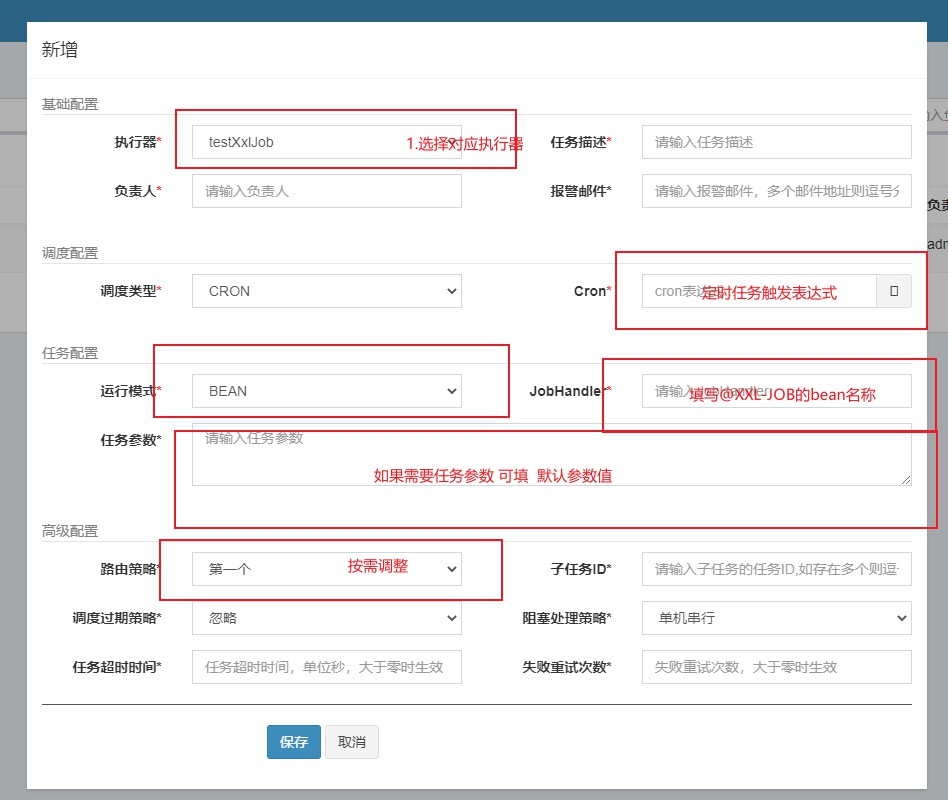 新增
基础配置
执行器* testXxlJob 1.选择对应执行器 任务描述* 请输入任务描述
负责人* 请输入负责人 报警邮件* 请输入报警邮件，多个邮件地址则逗号分
负责
adn
调度配置
调度类型* CRON Cron* cron表达 定时任务触发表达式
任务配置
运行模式* BEAN JobHandler* 请输入JobHandler 填写@XXL-JOB的bean名称
任务参数* 请输入任务参数
如果需要任务参数 可填 默认参数值
高级配置
路由策略* 第一个 按需调整 子任务ID* 请输入子任务的任务ID,如存在多个则逗
调度过期策略* 忽略 阻塞处理策略* 单机串行
任务超时时间* 任务超时时间，单位秒，大于零时生效 失败重试次数* 失败重试次数，大于零时生效
保存 取消